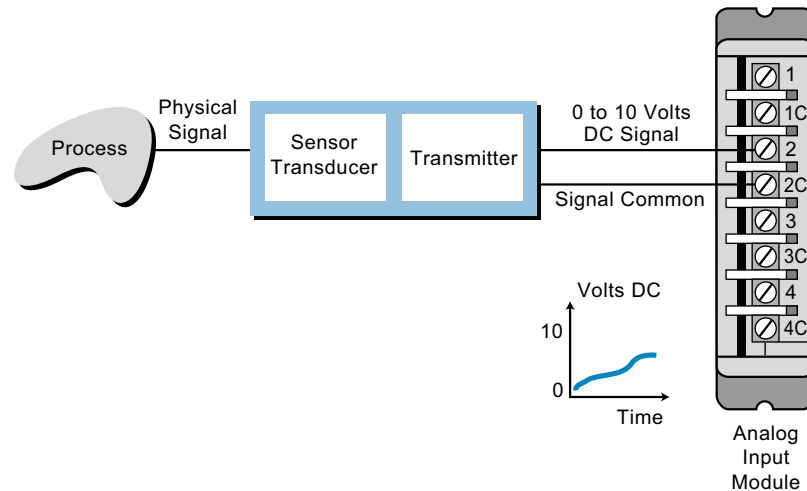 Process
Physical
Signal
Sensor
Transducer
Transmitter
0 to 10 Volts
DC Signal
Signal Common
1
1C
2
2C
3
3C
4
4C
Volts DC
10
0
Time
Analog
Input
Module